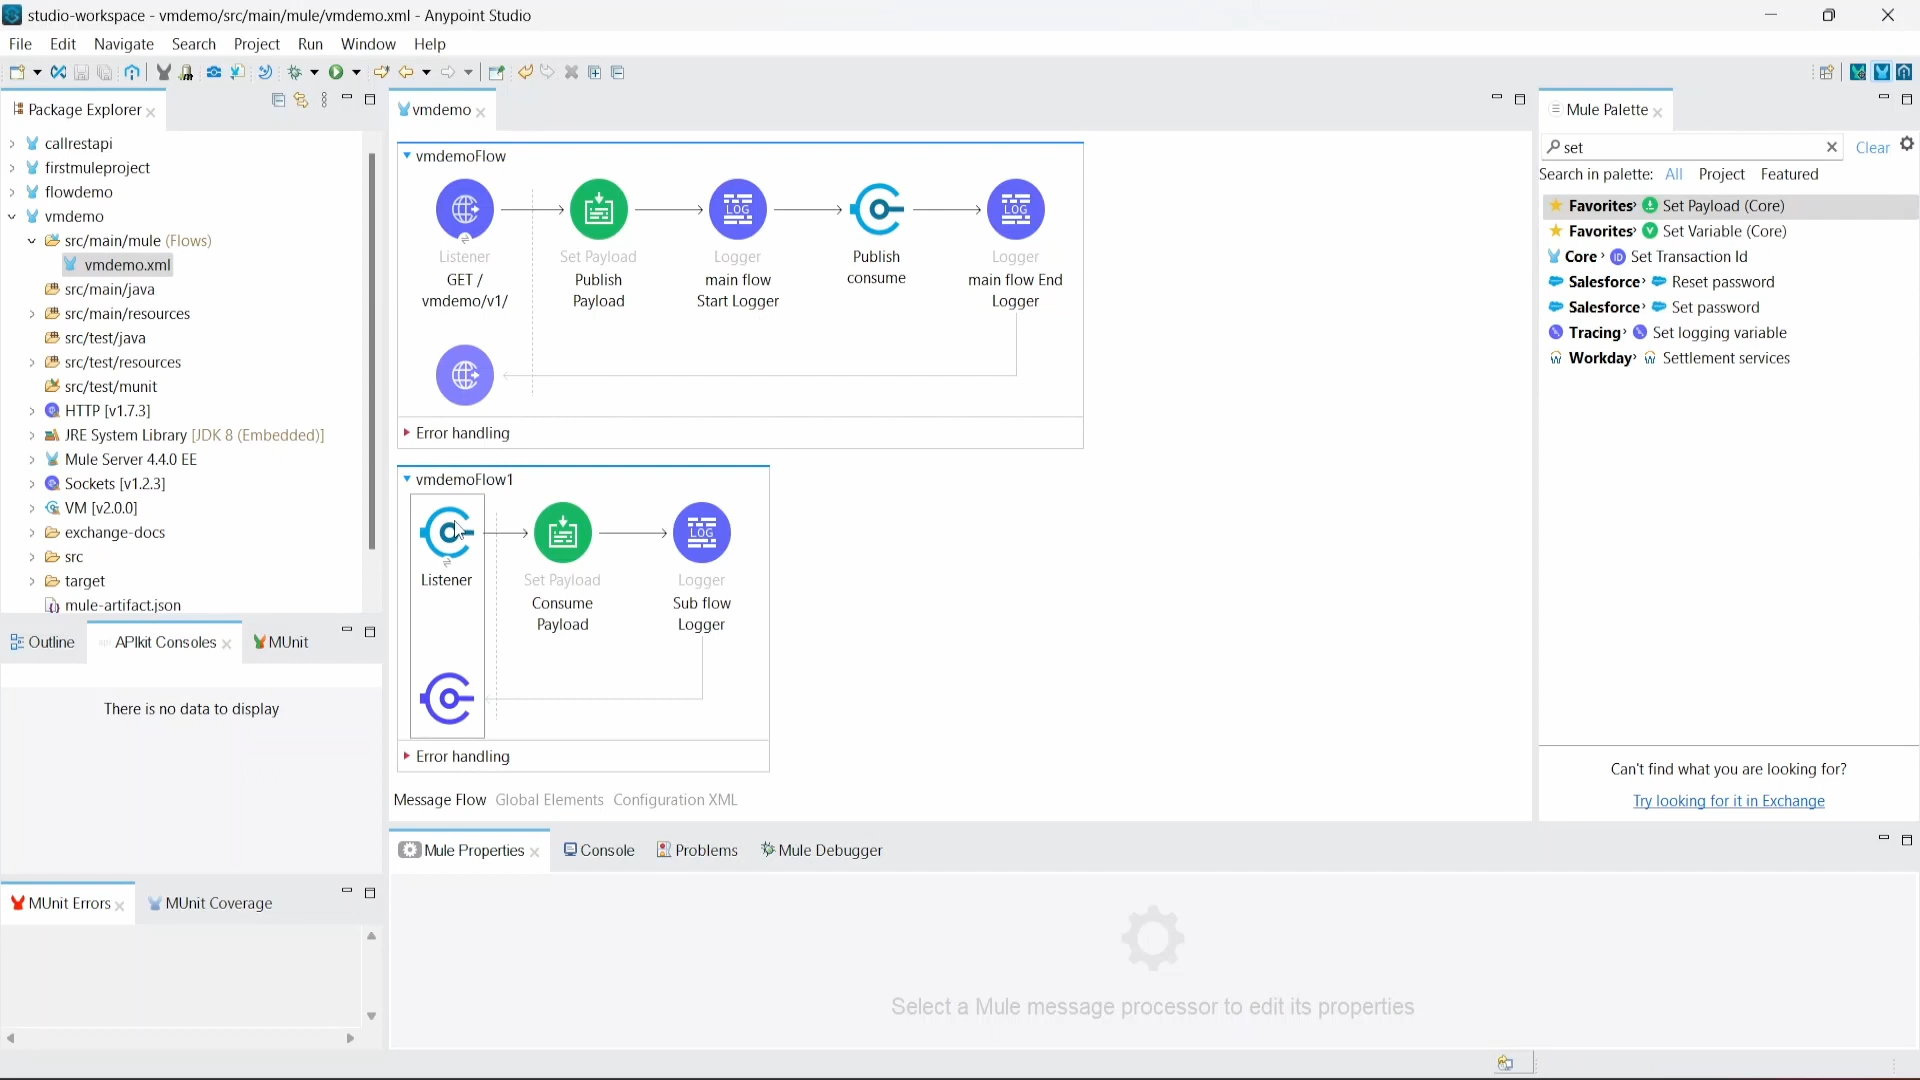 studio-workspace - vmdemo/src/main/mule/vmdemo.xml - Anypoint Studio
File Edit Navigate Search Project Run Window Help
Package Explorer
callrestapi
firstmuleproject
flowdemo
vmdemo
src/main/mule (Flows)
vmdemo.xml
src/main/java
src/main/resources
src/test/java
src/test/resources
src/test/munit
HTTP [v1.7.3]
JRE System Library [JDK 8 (Embedded)]
Mule Server 4.4.0 EE
Sockets [v1.2.3]
VM [v2.0.0]
exchange-docs
src
target
mule-artifact.json
Outline APIkit Consoles MUnit
There is no data to display
MUnit Errors MUnit Coverage
vmdemo
vmdemoFlow
LOG LOG
Listener Set Payload Logger Publish Logger
GET / Publish main flow consume main flow End
vmdemo/v1/ Payload Start Logger Logger
Error handling
vmdemoFlow1
LOG
Listener Set Payload Logger
Consume Sub flow
Payload Logger
Error handling
Message Flow Global Elements Configuration XML
Mule Properties Console Problems Mule Debugger
Select a Mule message processor to edit its properties
Mule Palette
set Clear
Search in palette: All Project Featured
Favorites Set Payload (Core)
Favorites Set Variable (Core)
Core ID Set Transaction Id
Salesforce Reset password
Salesforce Set password
Tracing Set logging variable
Workday Settlement services
Can't find what you are looking for?
Try looking for it in Exchange